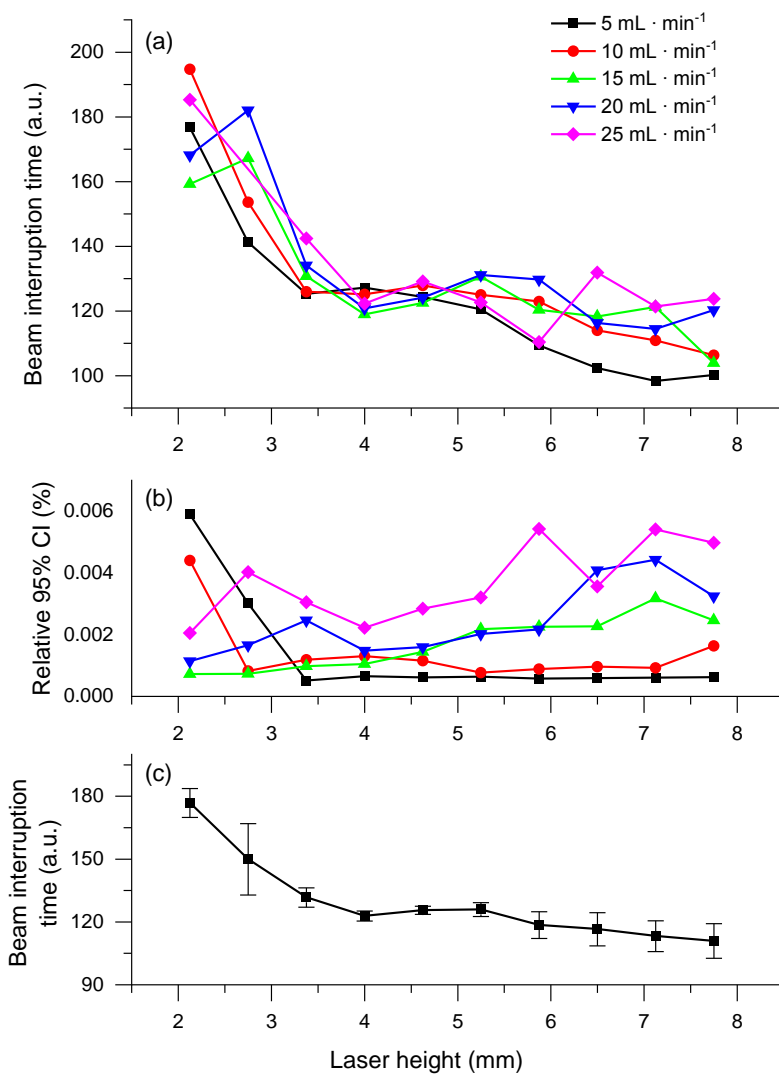 5 mL · min⁻¹
10 mL · min⁻¹
15 mL · min⁻¹
20 mL · min⁻¹
25 mL · min⁻¹
(a)
Beam interruption time (a.u.)
200
180
160
140
120
100
2 3 4 5 6 7 8
(b)
Relative 95% CI (%)
0.006
0.004
0.002
0.000
2 3 4 5 6 7 8
(c)
Beam interruption
time (a.u.)
180
150
120
90
2 3 4 5 6 7 8
Laser height (mm)